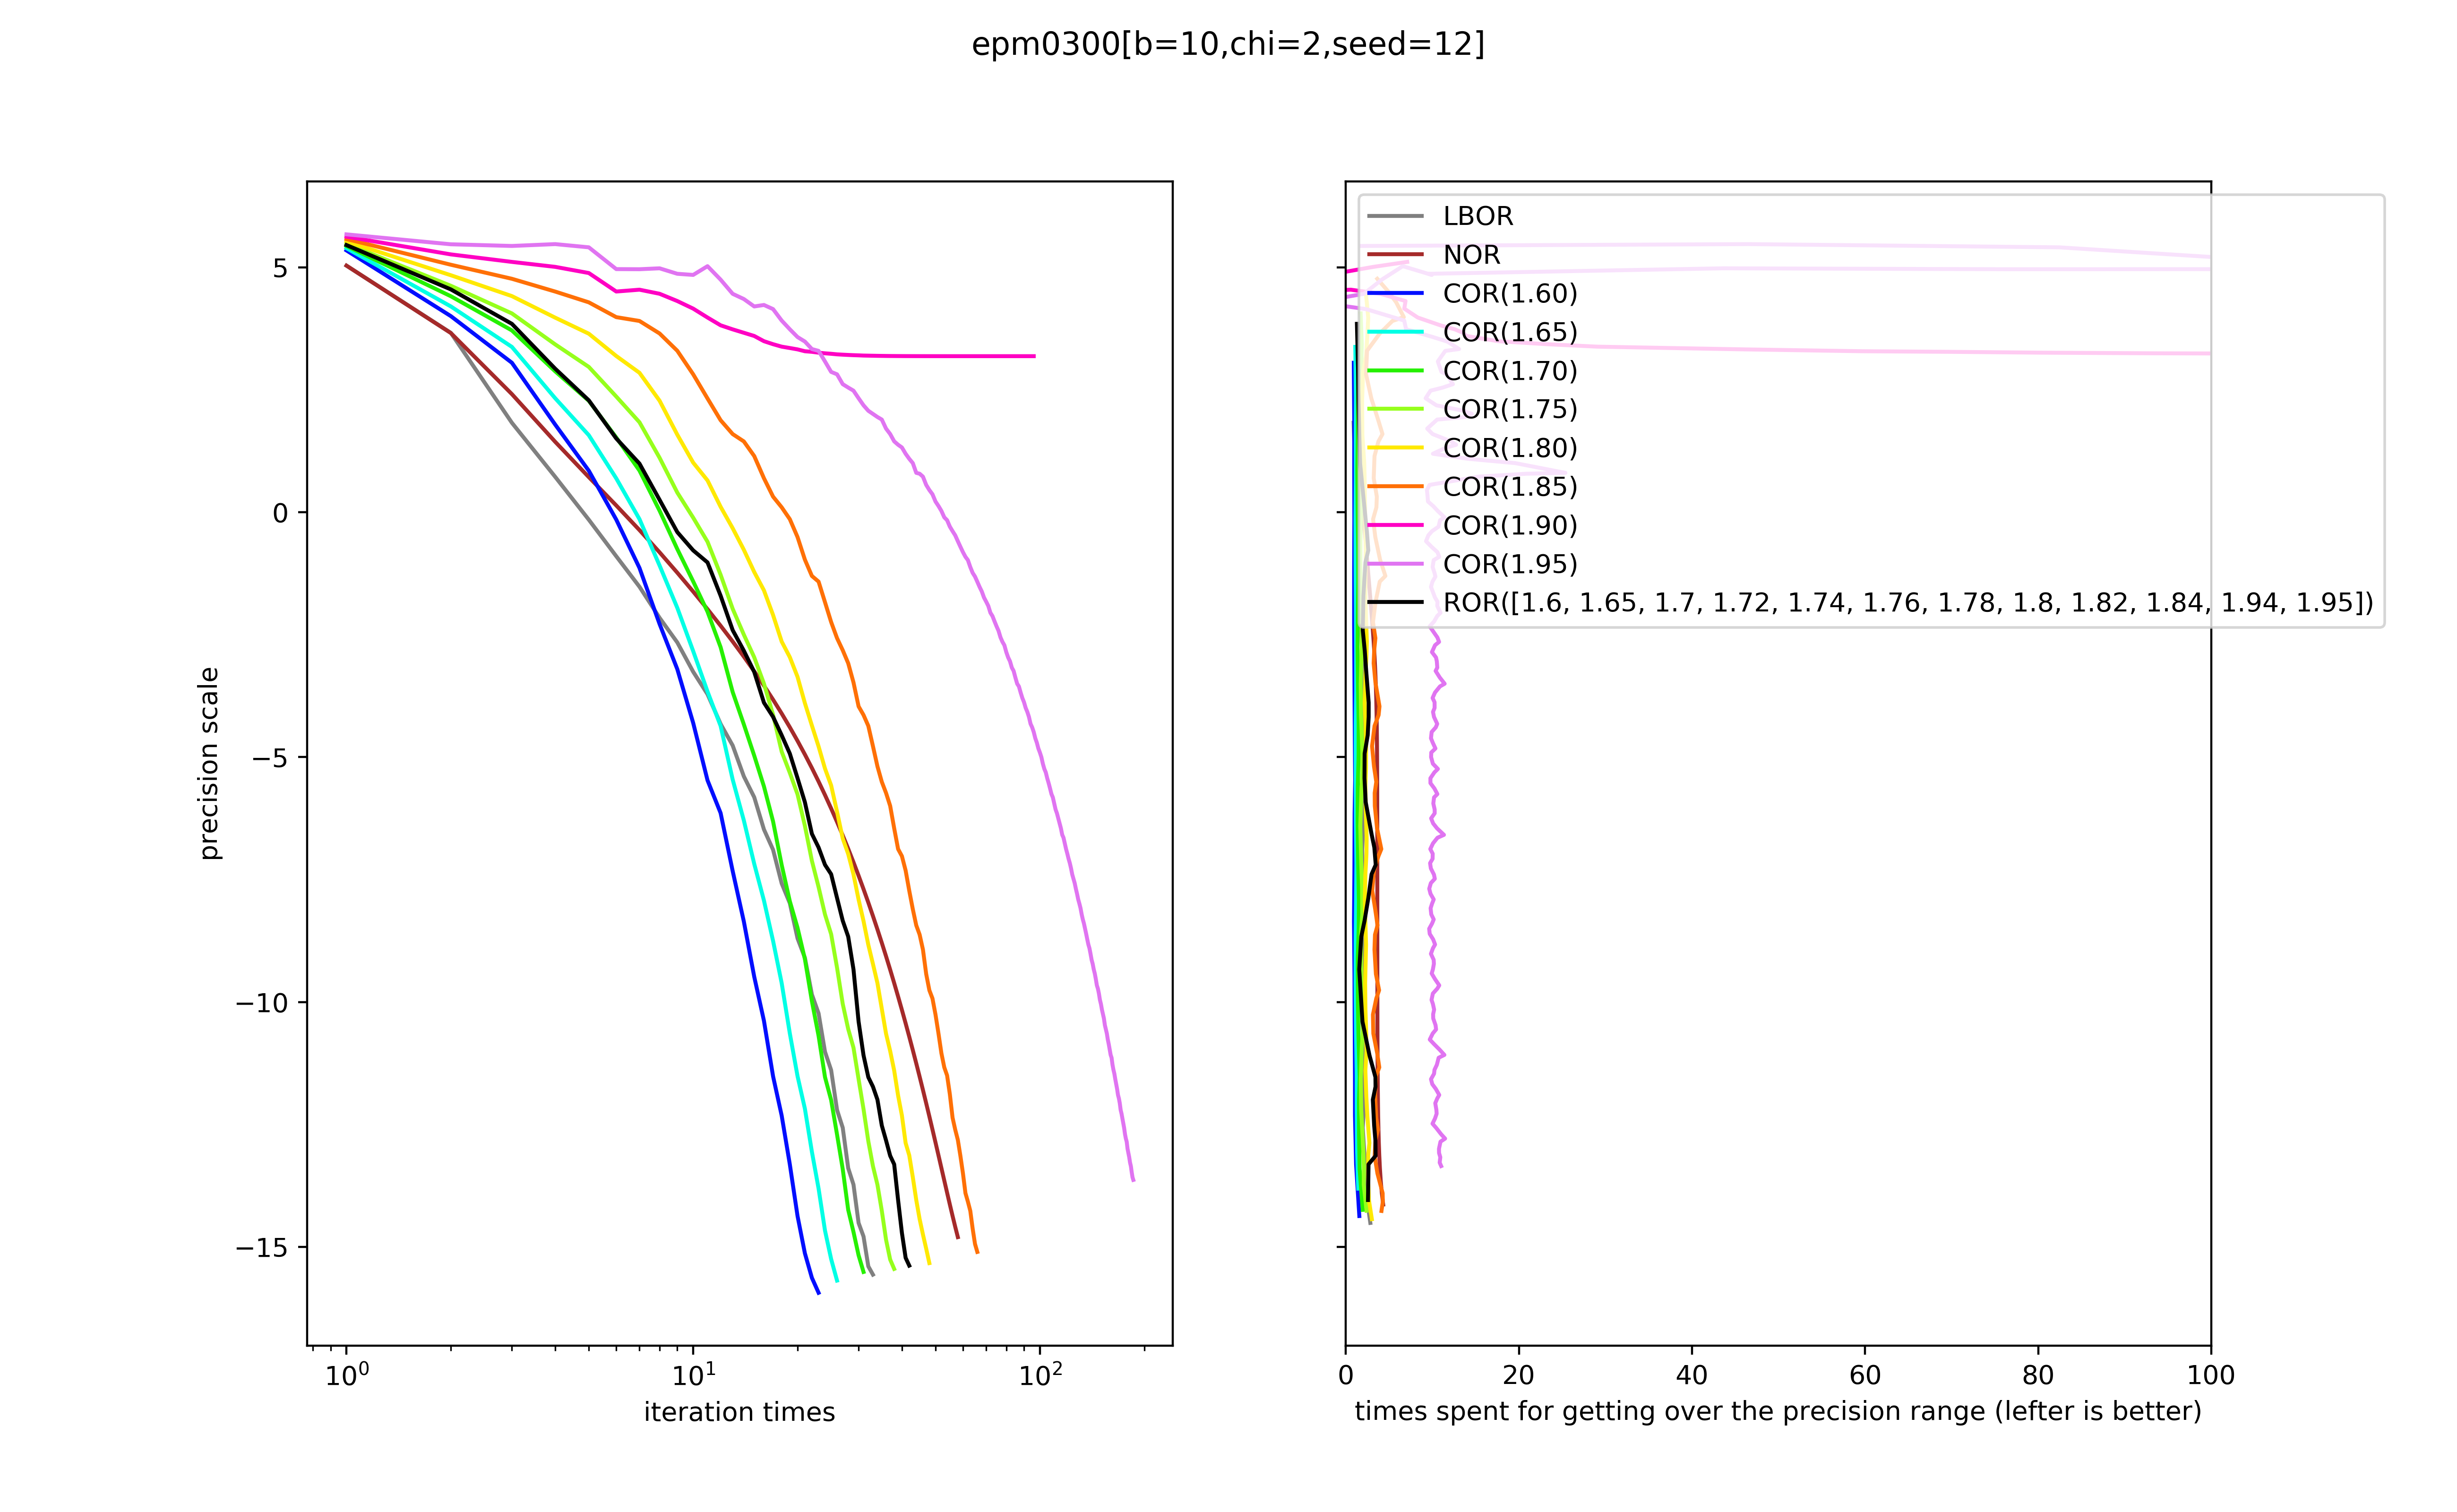 epm0300[b=10,chi=2,seed=12]
precision scale
5
0
−5
−10
−15
10⁰
10¹
10²
iteration times
LBOR
NOR
COR(1.60)
COR(1.65)
COR(1.70)
COR(1.75)
COR(1.80)
COR(1.85)
COR(1.90)
COR(1.95)
ROR([1.6, 1.65, 1.7, 1.72, 1.74, 1.76, 1.78, 1.8, 1.82, 1.84, 1.94, 1.95])
0 20 40 60 80 100
times spent for getting over the precision range (lefter is better)